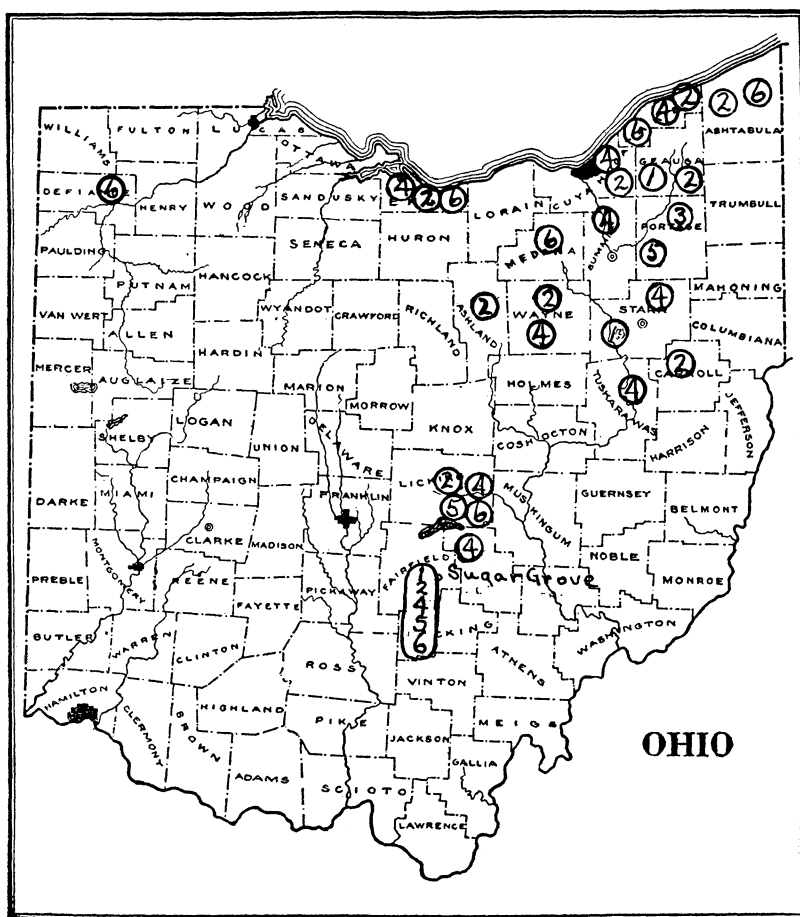 2
6
4
2
6
ASHTABULA
WILLIAMS
FULTON
LUCAS
OTTAWA
4
GEAUGA
2
1
2
DEFIANCE
6
HENRY
WOOD
SANDUSKY
4
2
6
LORAIN
CUYAHOGA
TRUMBULL
4
PORTAGE
3
SENECA
HURON
6
MEDINA
SUMMIT
5
PAULDING
PUTNAM
HANCOCK
MAHONING
4
STARK
VAN WERT
ALLEN
WYANDOT
CRAWFORD
RICHLAND
ASHLAND
2
2
WAYNE
4
COLUMBIANA
HARDIN
MERCER
AUGLAIZE
MARION
MORROW
HOLMES
2
CARROLL
4
TUSKARAWAS
JEFFERSON
LOGAN
UNION
DELAWARE
KNOX
COSHOCTON
HARRISON
SHELBY
CHAMPAIGN
LICKING
2
4
5
6
MUSKINGUM
GUERNSEY
BELMONT
DARKE
MIAMI
FRANKLIN
CLARKE
MADISON
4
FAIRFIELD
NOBLE
MONTGOMERY
Sugar Grove
PREBLE
GREENE
FAYETTE
PICKAWAY
1
2
4
5
6
MONROE
WASHINGTON
BUTLER
WARREN
CLINTON
ROSS
HOCKING
ATHENS
VINTON
HAMILTON
CLERMONT
BROWN
HIGHLAND
PIKE
JACKSON
MEIGS
OHIO
GALLIA
ADAMS
SCIOTO
LAWRENCE